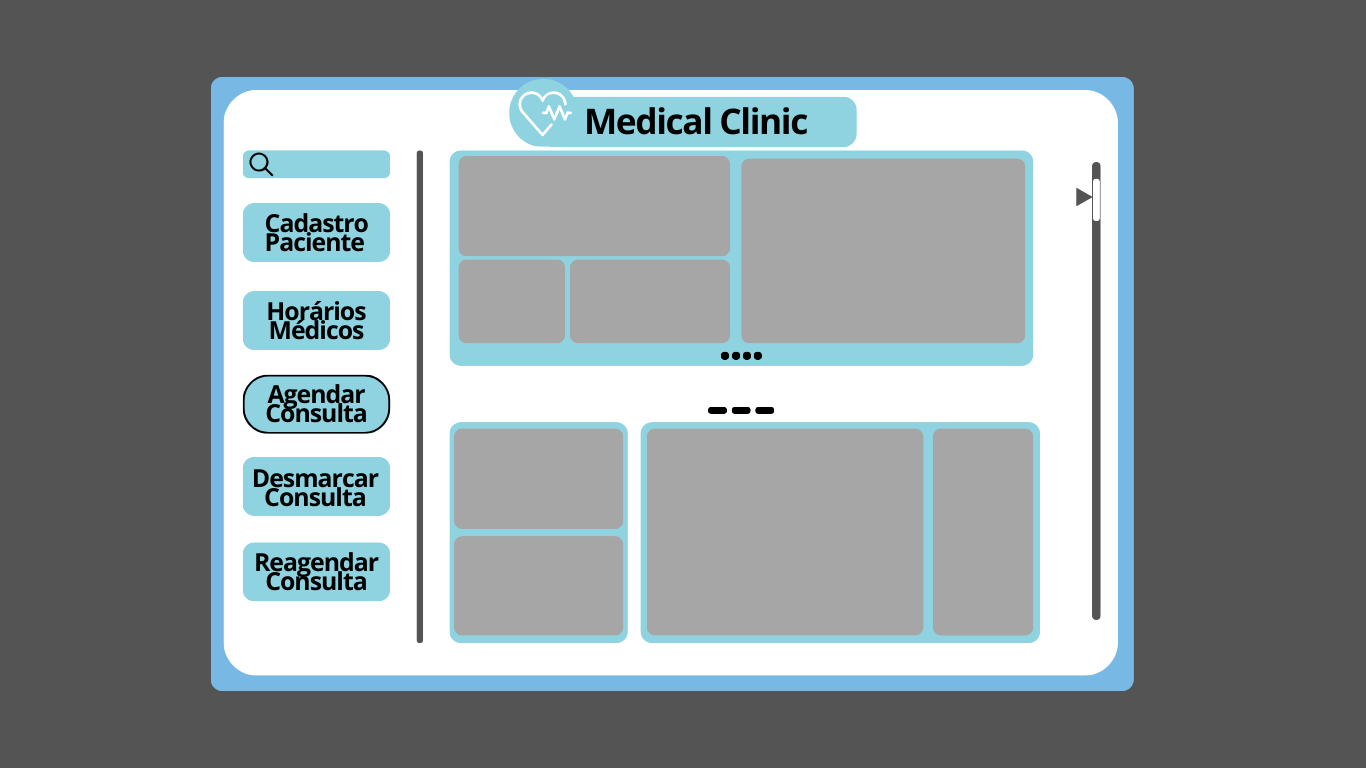 Medical Clinic
Cadastro
Paciente
Horários
Médicos
Agendar
Consulta
Desmarcar
Consulta
Reagendar
Consulta